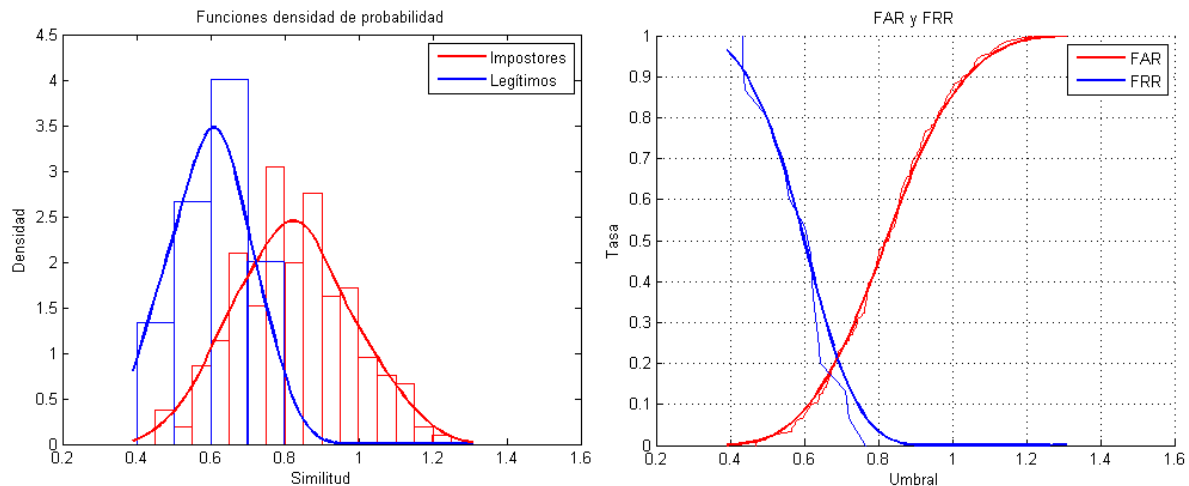 Funciones densidad de probabilidad
4.5
4
3.5
3
2.5
2
1.5
1
0.5
0
Densidad
Impostores
Legítimos
0.2 0.4 0.6 0.8 1 1.2 1.4 1.6
Similitud
FAR y FRR
1
0.9
0.8
0.7
0.6
0.5
0.4
0.3
0.2
0.1
0
Tasa
FAR
FRR
0.2 0.4 0.6 0.8 1 1.2 1.4 1.6
Umbral